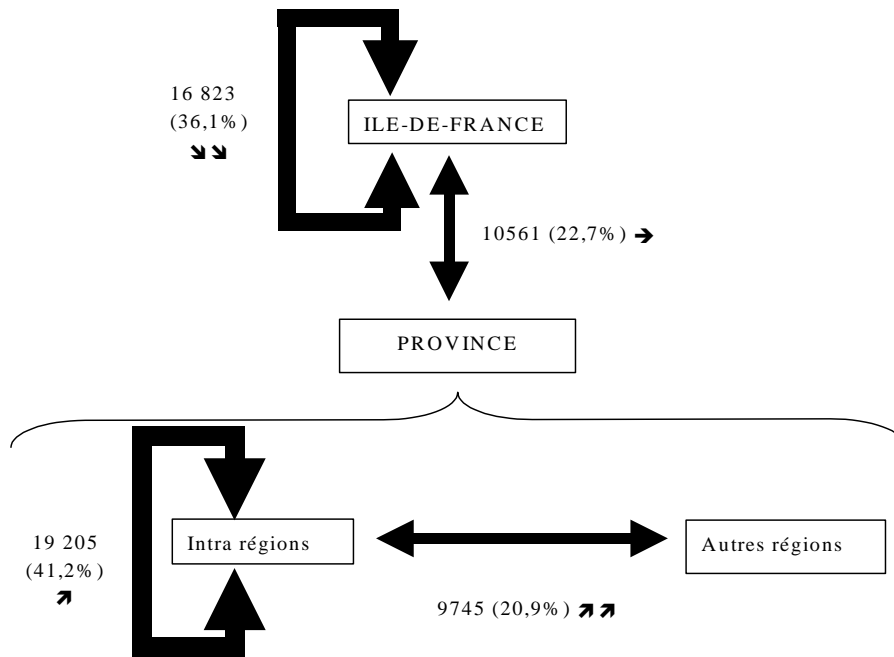 16 823
(36,1%)
➘➘
ILE-DE-FRANCE
10561 (22,7%) ➔
PROVINCE
19 205
(41,2%)
➚
Intra régions
Autres régions
9745 (20,9%) ➚➚